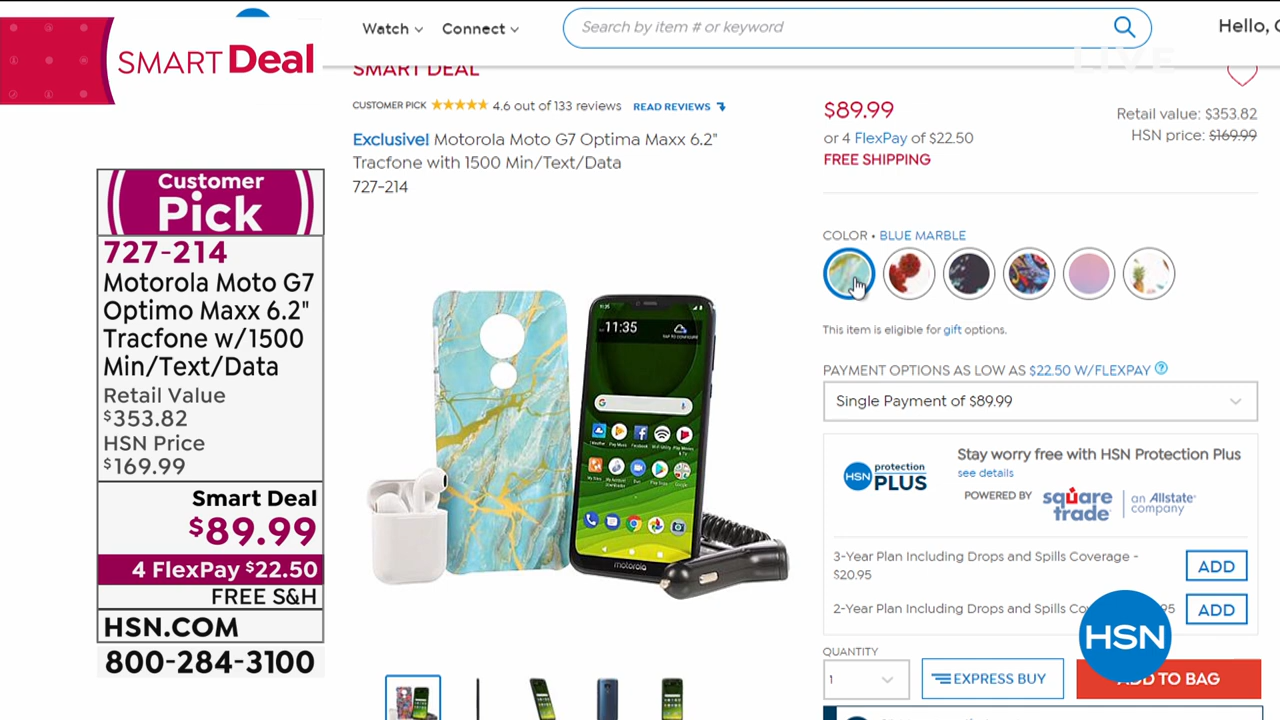 SMART Deal
Customer
Pick
727-214
Motorola Moto G7
Optimo Maxx 6.2"
Tracfone w/1500
Min/Text/Data
Retail Value
$353.82
HSN Price
$169.99
Smart Deal
$89.99
4 FlexPay $22.50
FREE S&H
HSN.COM
800-284-3100
Watch Connect
Search by item # or keyword
Hello,
LIVE
SMART DEAL
CUSTOMER PICK 4.6 out of 133 reviews READ REVIEWS
Exclusive! Motorola Moto G7 Optima Maxx 6.2"
Tracfone with 1500 Min/Text/Data
727-214
11:35
motorola
$89.99
or 4 FlexPay of $22.50
FREE SHIPPING
Retail value: $353.82
HSN price: $169.99
COLOR • BLUE MARBLE
This item is eligible for gift options.
PAYMENT OPTIONS AS LOW AS $22.50 W/FLEXPAY ?
Single Payment of $89.99
HSN protection PLUS
Stay worry free with HSN Protection Plus
see details
POWERED BY square trade an Allstate company
3-Year Plan Including Drops and Spills Coverage -
$20.95
ADD
2-Year Plan Including Drops and Spills
ADD
HSN
QUANTITY
1
EXPRESS BUY
ADD TO BAG